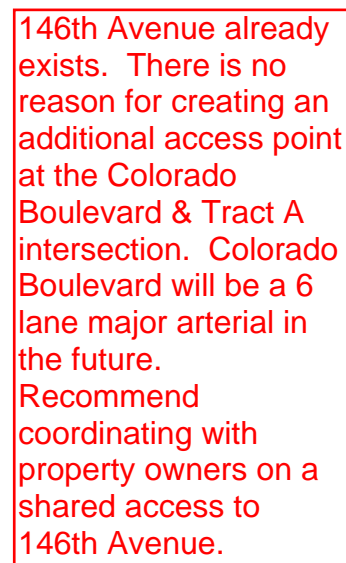 146th Avenue already
exists.  There is no
reason for creating an
additional access point
at the Colorado
Boulevard & Tract A
intersection.  Colorado
Boulevard will be a 6
lane major arterial in
the future.
Recommend
coordinating with
property owners on a
shared access to
146th Avenue.